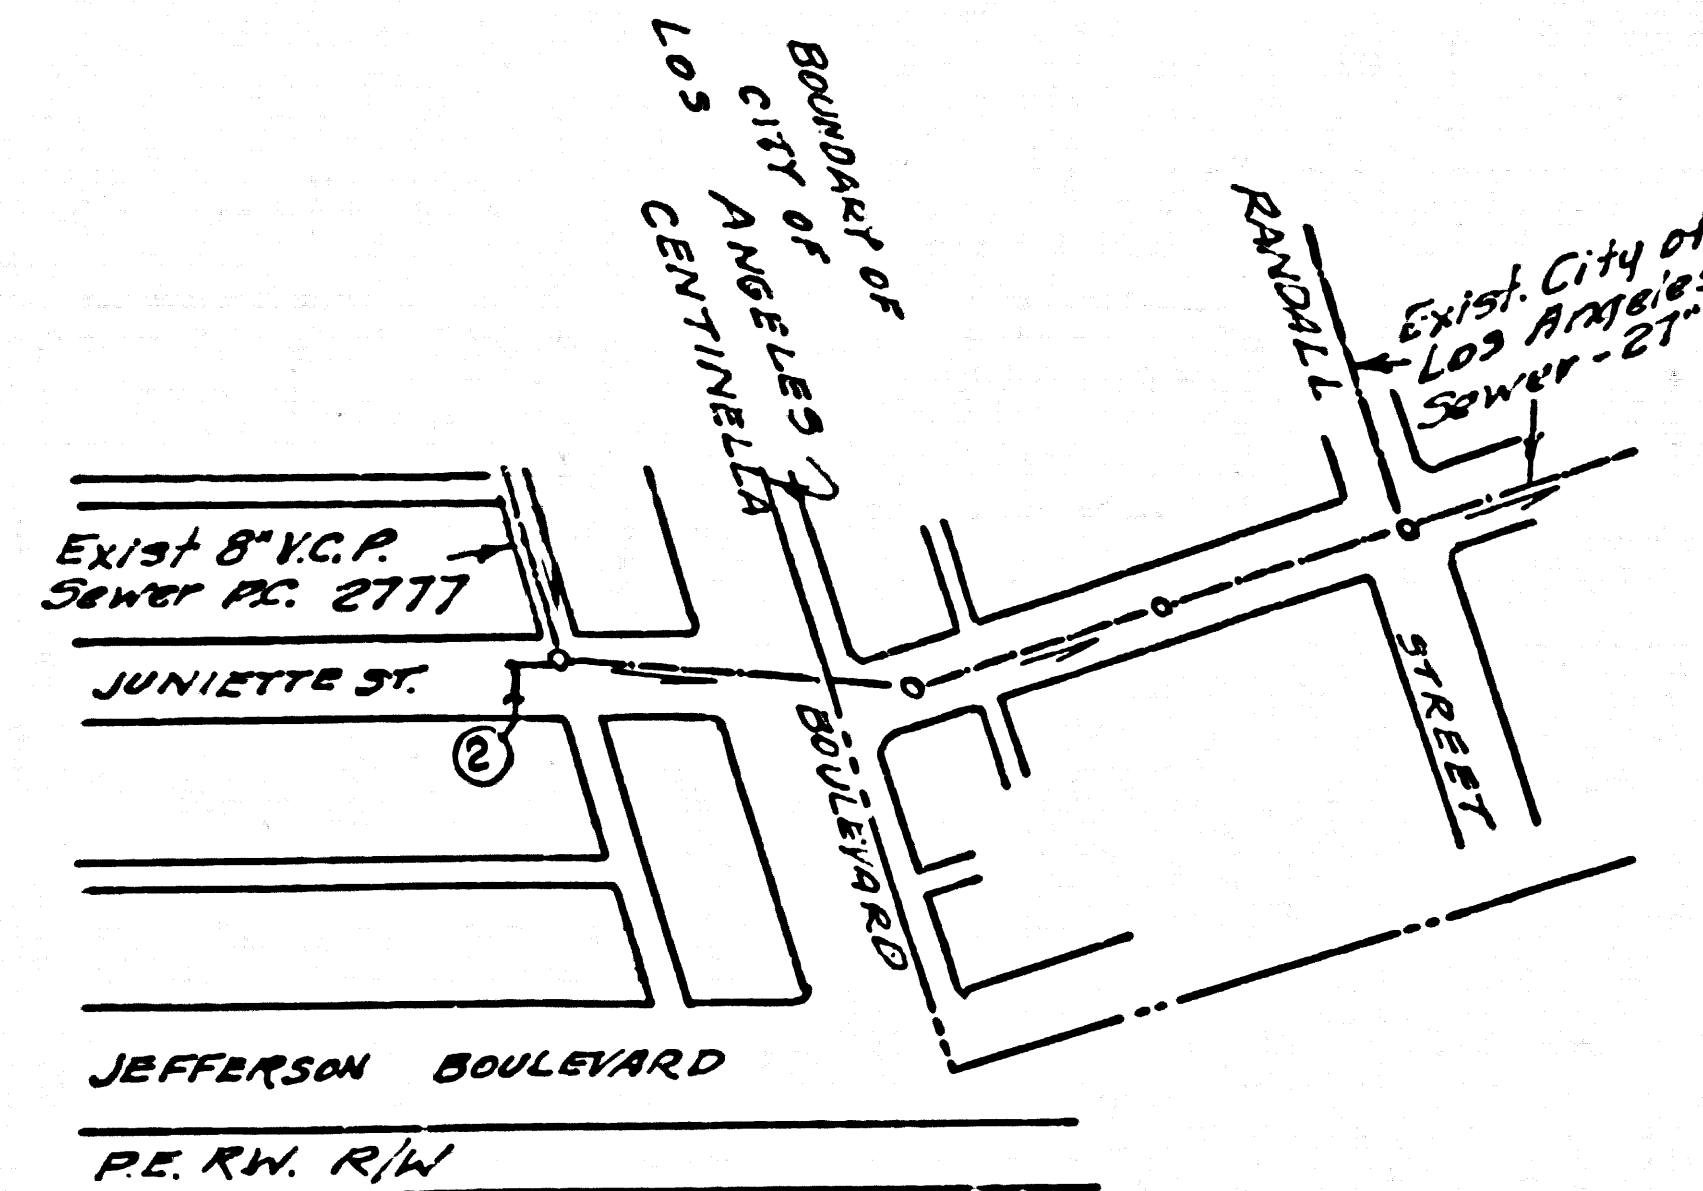 BOUNDARY OF
CITY OF
LOS ANGELES
CENTINELLA
BOULEVARD
RANDALL
STREET
Exist. City of
Los Angeles
Sewer - 27"
Exist 8" V.C.P.
Sewer P.C. 2777
JUNIETTE ST.
2
JEFFERSON BOULEVARD
P.E. RW. R/W